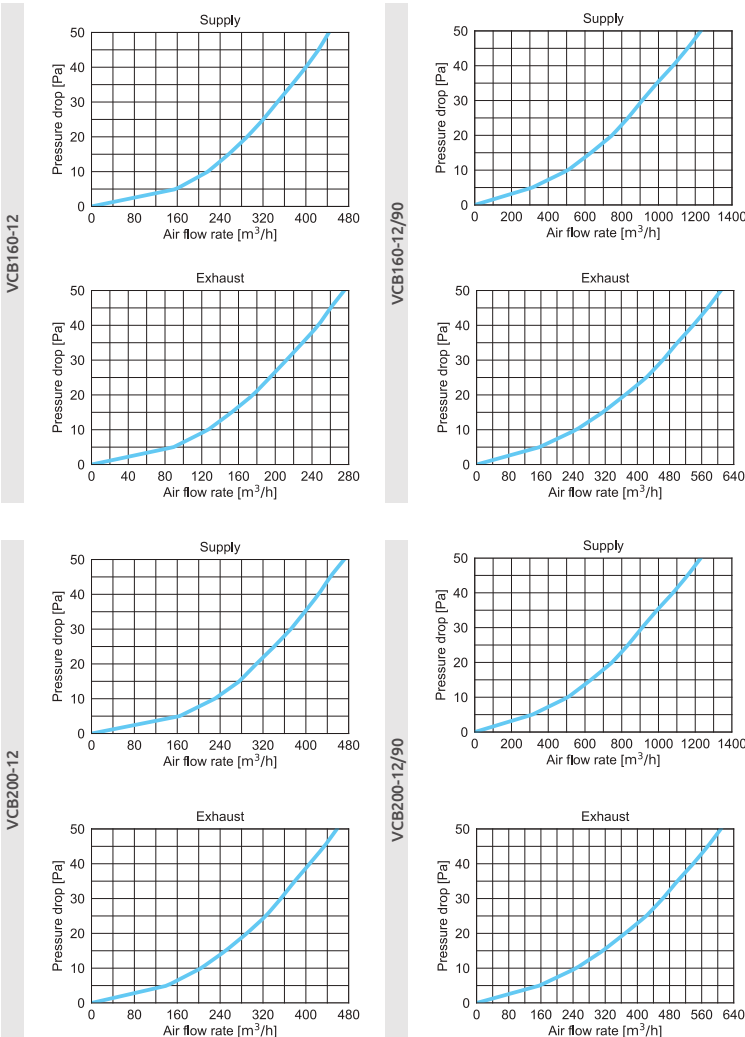 VCB160-12
Supply
Pressure drop [Pa]
50
40
30
20
10
0
0 80 160 240 320 400 480
Air flow rate [m³/h]
Exhaust
Pressure drop [Pa]
50
40
30
20
10
0
0 40 80 120 160 200 240 280
Air flow rate [m³/h]
VCB160-12/90
Supply
Pressure drop [Pa]
50
40
30
20
10
0
0 200 400 600 800 1000 1200 1400
Air flow rate [m³/h]
Exhaust
Pressure drop [Pa]
50
40
30
20
10
0
0 80 160 240 320 400 480 560 640
Air flow rate [m³/h]
VCB200-12
Supply
Pressure drop [Pa]
50
40
30
20
10
0
0 80 160 240 320 400 480
Air flow rate [m³/h]
Exhaust
Pressure drop [Pa]
50
40
30
20
10
0
0 80 160 240 320 400 480
Air flow rate [m³/h]
VCB200-12/90
Supply
Pressure drop [Pa]
50
40
30
20
10
0
0 200 400 600 800 1000 1200 1400
Air flow rate [m³/h]
Exhaust
Pressure drop [Pa]
50
40
30
20
10
0
0 80 160 240 320 400 480 560 640
Air flow rate [m³/h]